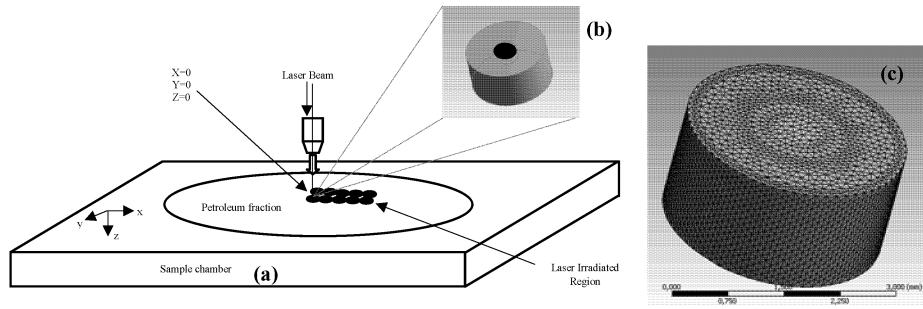 (b)
(c)
X=0
Y=0
Z=0
Laser Beam
Petroleum fraction
x
y
z
Sample chamber
(a)
Laser Irradiated
Region
0,000
3,000 (mm)
0,750
2,250